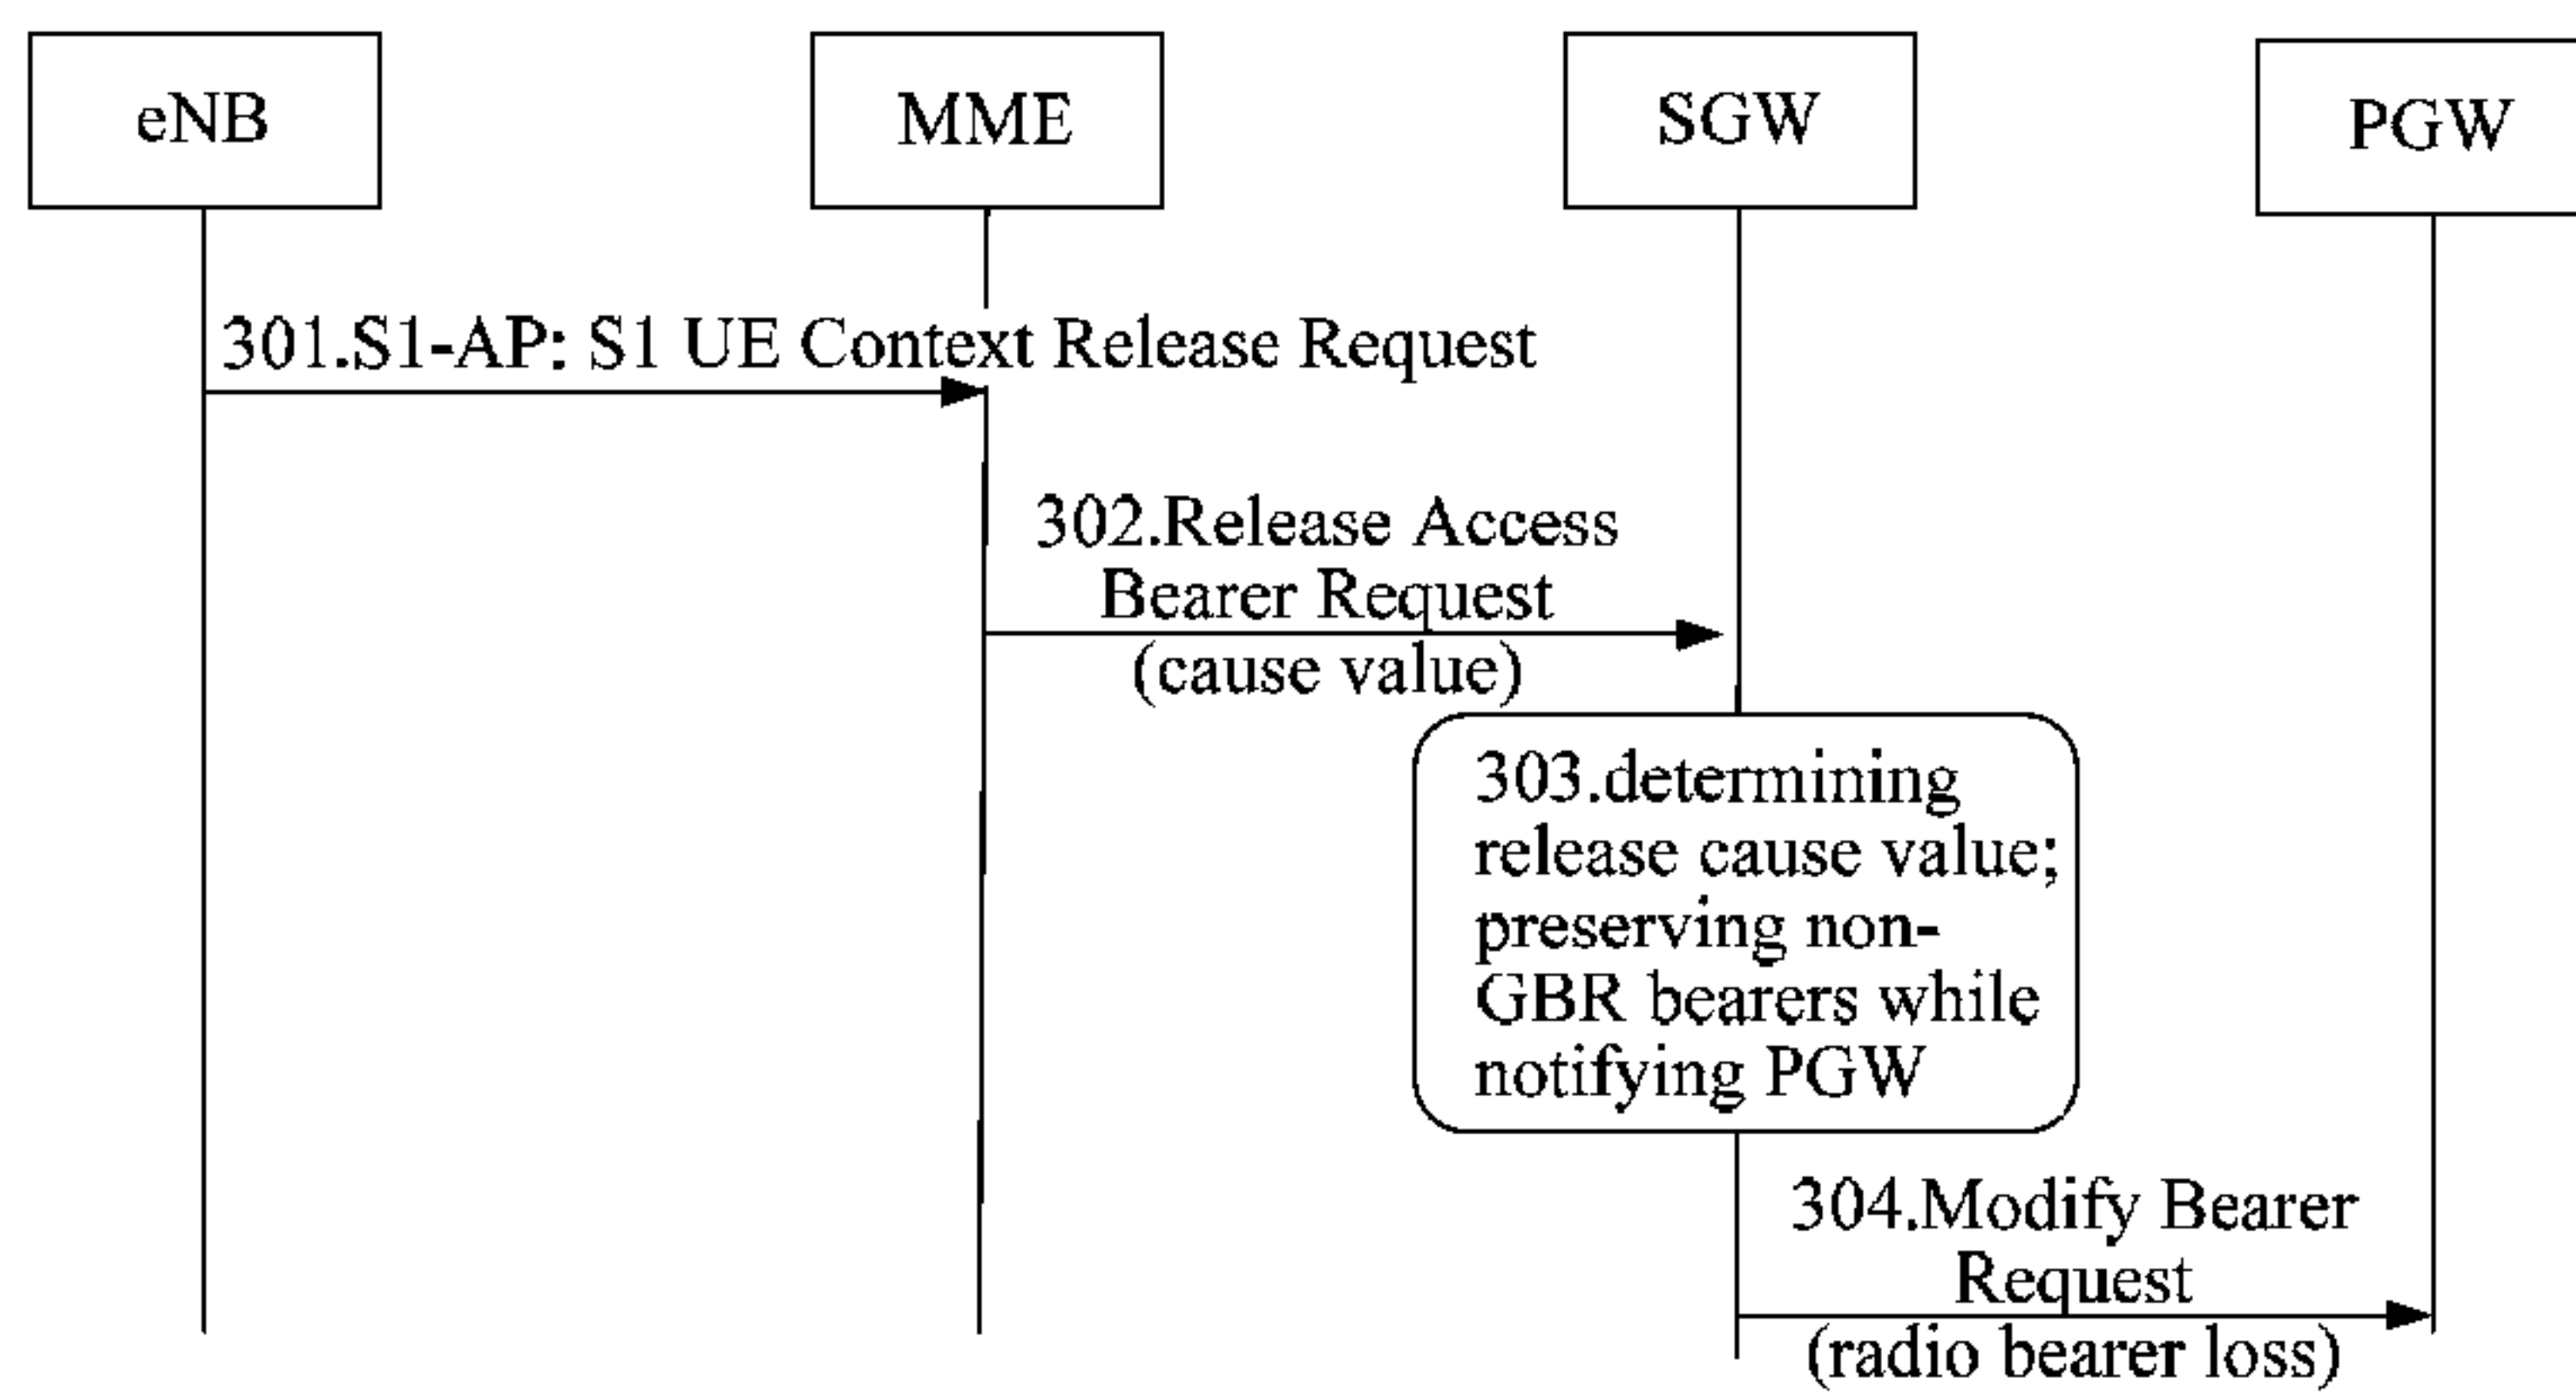 eNB
MME
SGW
PGW
301.S1-AP: S1 UE Context Release Request
302.Release Access
Bearer Request
(cause value)
303.determining
release cause value;
preserving non-
GBR bearers while
notifying PGW
304.Modify Bearer
Request
(radio bearer loss)